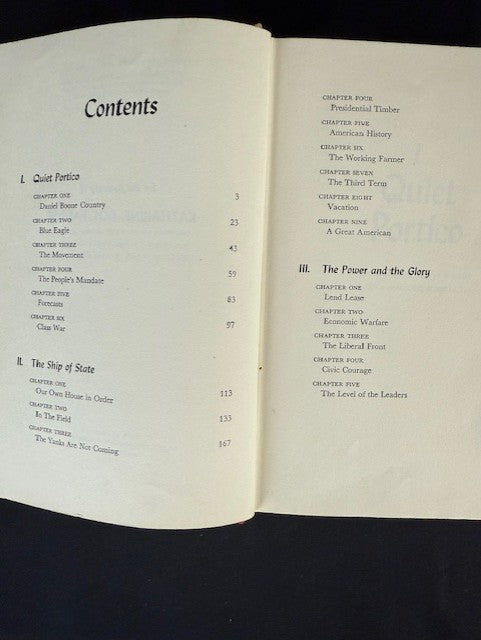 Contents
I. Quiet Portico
CHAPTER ONE
Daniel Boone Country 3
CHAPTER TWO
Blue Eagle 23
CHAPTER THREE
The Movement 43
CHAPTER FOUR
The People's Mandate 59
CHAPTER FIVE
Forecasts 83
CHAPTER SIX
Class War 97
II. The Ship of State
CHAPTER ONE
Our Own House in Order 113
CHAPTER TWO
In The Field 133
CHAPTER THREE
The Yanks Are Not Coming 167
CHAPTER FOUR
Presidential Timber
CHAPTER FIVE
American History
CHAPTER SIX
The Working Farmer
CHAPTER SEVEN
The Third Term
CHAPTER EIGHT
Vacation
CHAPTER NINE
A Great American
III. The Power and the Glory
CHAPTER ONE
Lend Lease
CHAPTER TWO
Economic Warfare
CHAPTER THREE
The Liberal Front
CHAPTER FOUR
Civic Courage
CHAPTER FIVE
The Level of the Leaders